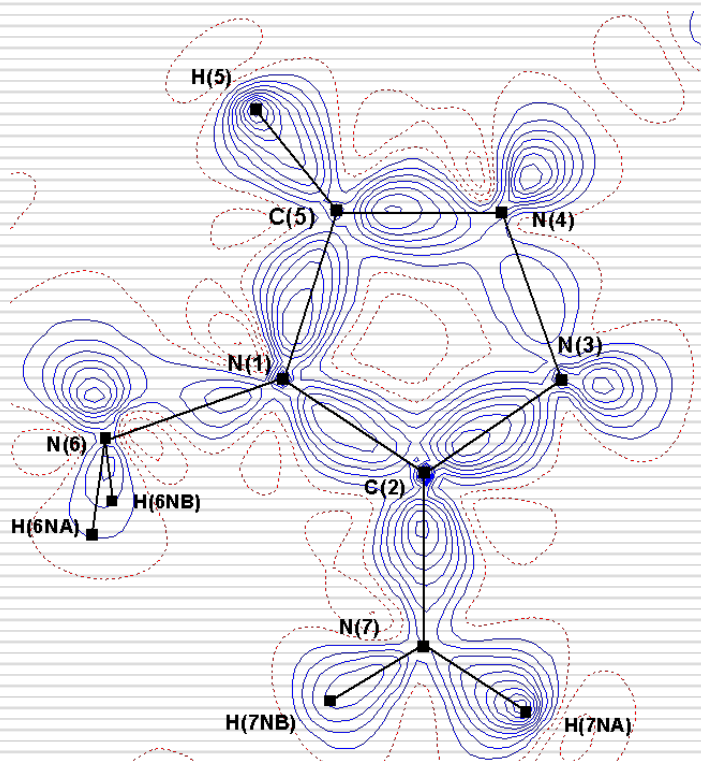 H(5)
C(5)
N(4)
N(1)
N(3)
N(6)
C(2)
H(6NB)
H(6NA)
N(7)
H(7NB)
H(7NA)